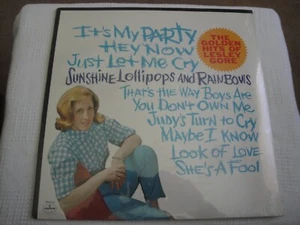 It's My Party
Hey Now
Just Let Me Cry
THE GOLDEN HITS OF LESLEY GORE
Sunshine Lollipops and Rainbows
That's the Way Boys Are
You Don't Own Me
Judy's Turn to Cry
Maybe I Know
Look of Love
She's A Fool